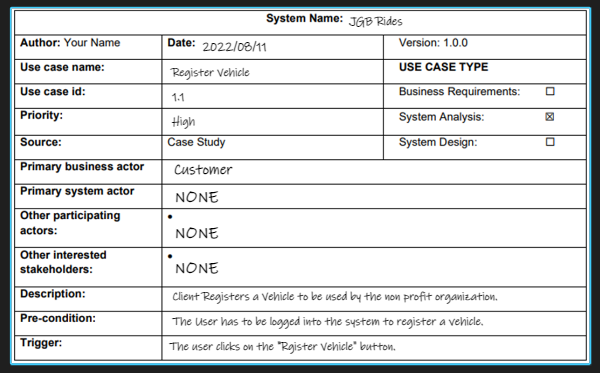 System Name: JGB Rides
Author: Your Name Date: 2022/08/11 Version: 1.0.0
Use case name: Register Vehicle USE CASE TYPE
Use case id: 1.1 Business Requirements: ☐
Priority: High System Analysis: ☒
Source: Case Study System Design: ☐
Primary business actor Customer
Primary system actor NONE
Other participating
actors:
• NONE
Other interested
stakeholders:
• NONE
Description: Client Registers a Vehicle to be used by the non profit organization.
Pre-condition: The User has to be logged into the system to register a vehicle.
Trigger: The user clicks on the "Rgister Vehicle" button.